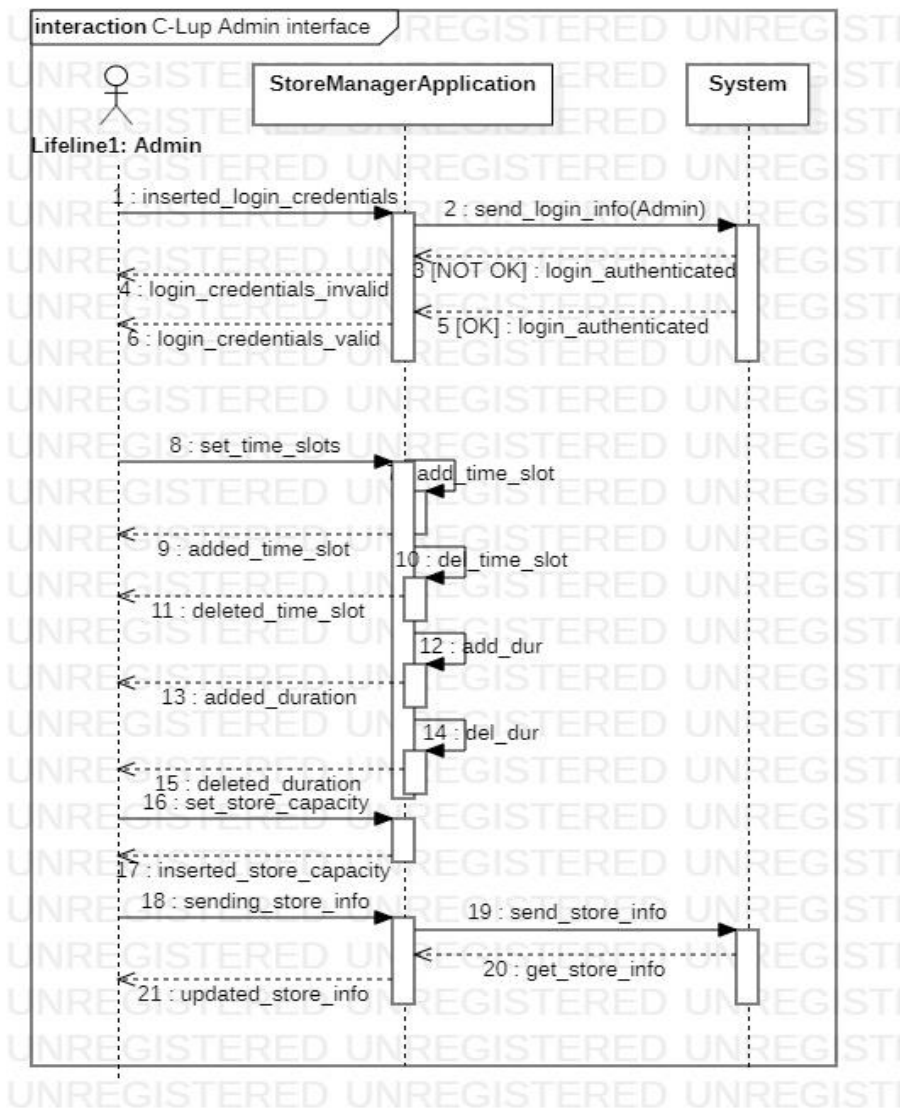 interaction C-Lup Admin interface
StoreManagerApplication
System
Lifeline1: Admin
1 : inserted_login_credentials
2 : send_login_info(Admin)
3 [NOT OK] : login_authenticated
4 : login_credentials_invalid
5 [OK] : login_authenticated
6 : login_credentials_valid
8 : set_time_slots
add_time_slot
9 : added_time_slot
10 : del_time_slot
11 : deleted_time_slot
12 : add_dur
13 : added_duration
14 : del_dur
15 : deleted_duration
16 : set_store_capacity
17 : inserted_store_capacity
18 : sending_store_info
19 : send_store_info
20 : get_store_info
21 : updated_store_info
UNREGISTERED